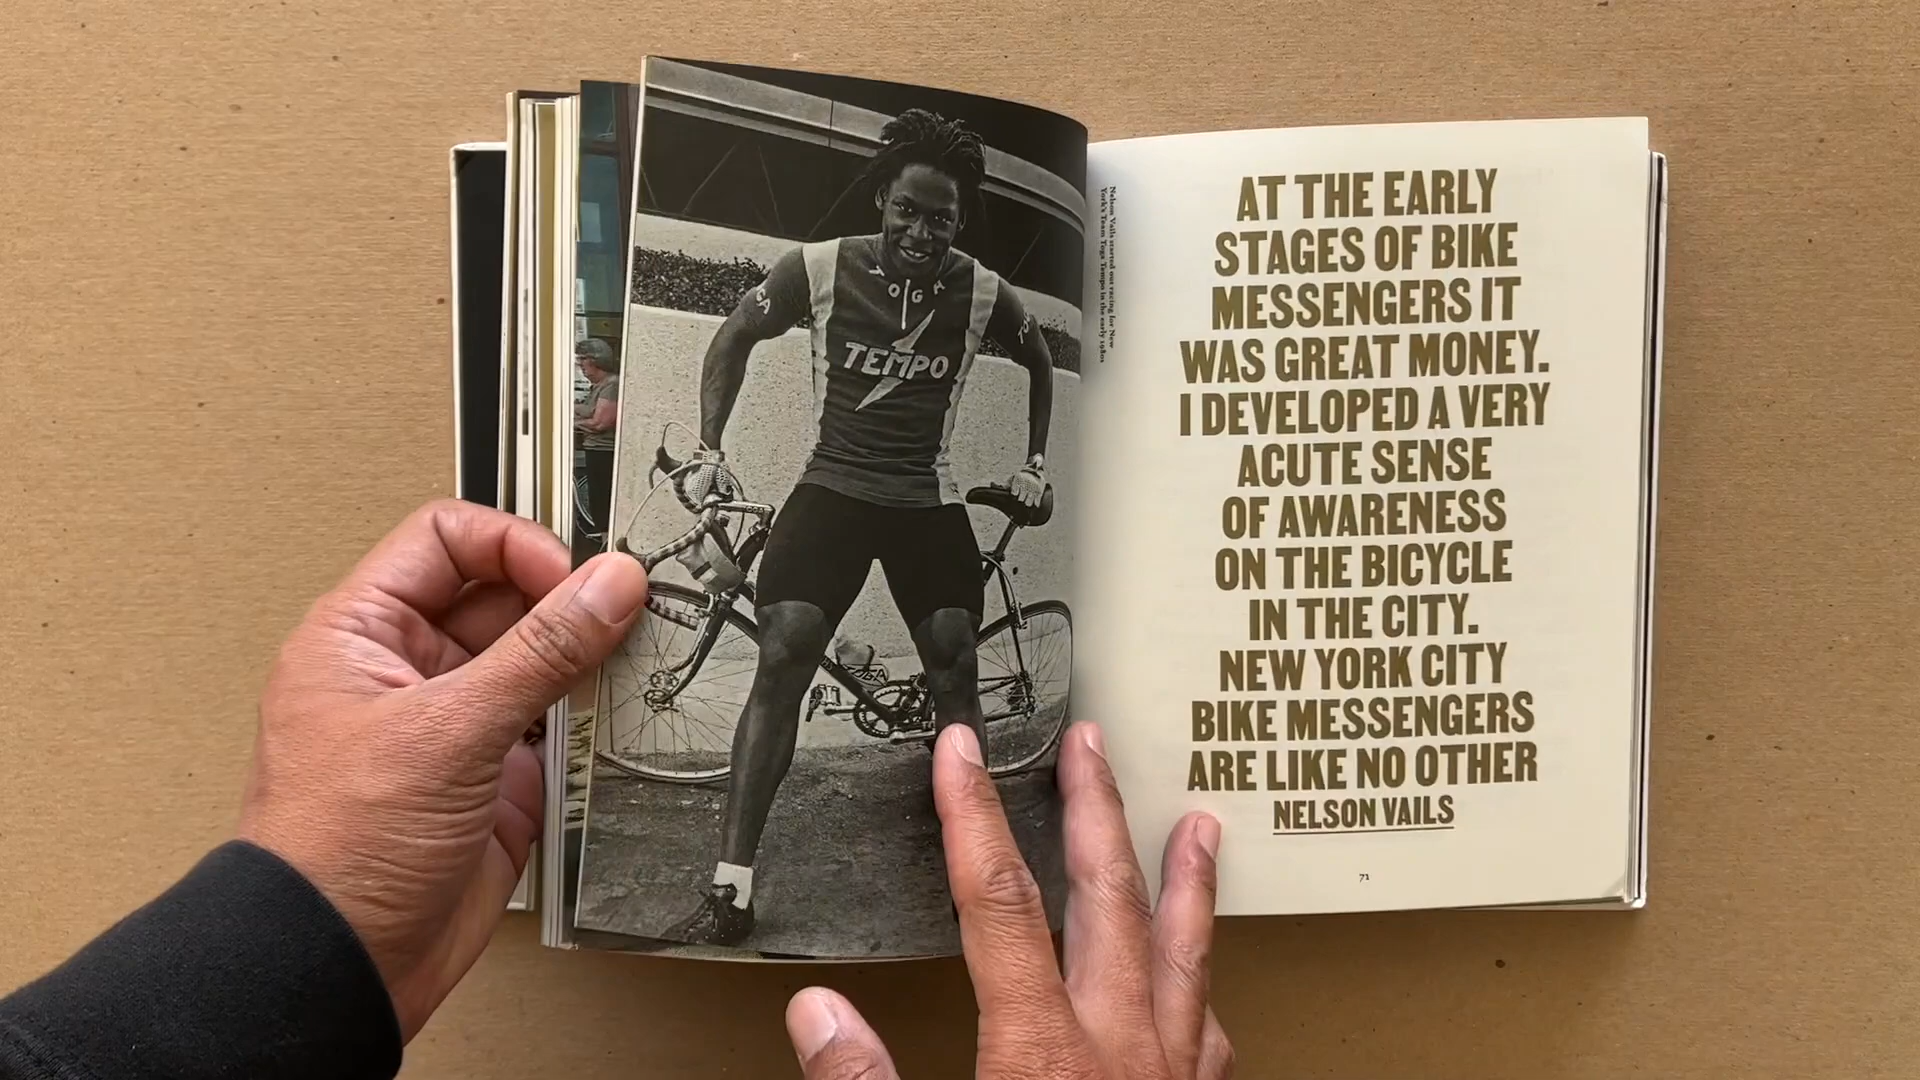 TOGA
TEMPO
GA
TOGA
Nelson Vails started out racing for New
York's Team Toga Tempo in the early 1980s
AT THE EARLY
STAGES OF BIKE
MESSENGERS IT
WAS GREAT MONEY.
I DEVELOPED A VERY
ACUTE SENSE
OF AWARENESS
ON THE BICYCLE
IN THE CITY.
NEW YORK CITY
BIKE MESSENGERS
ARE LIKE NO OTHER
NELSON VAILS
71